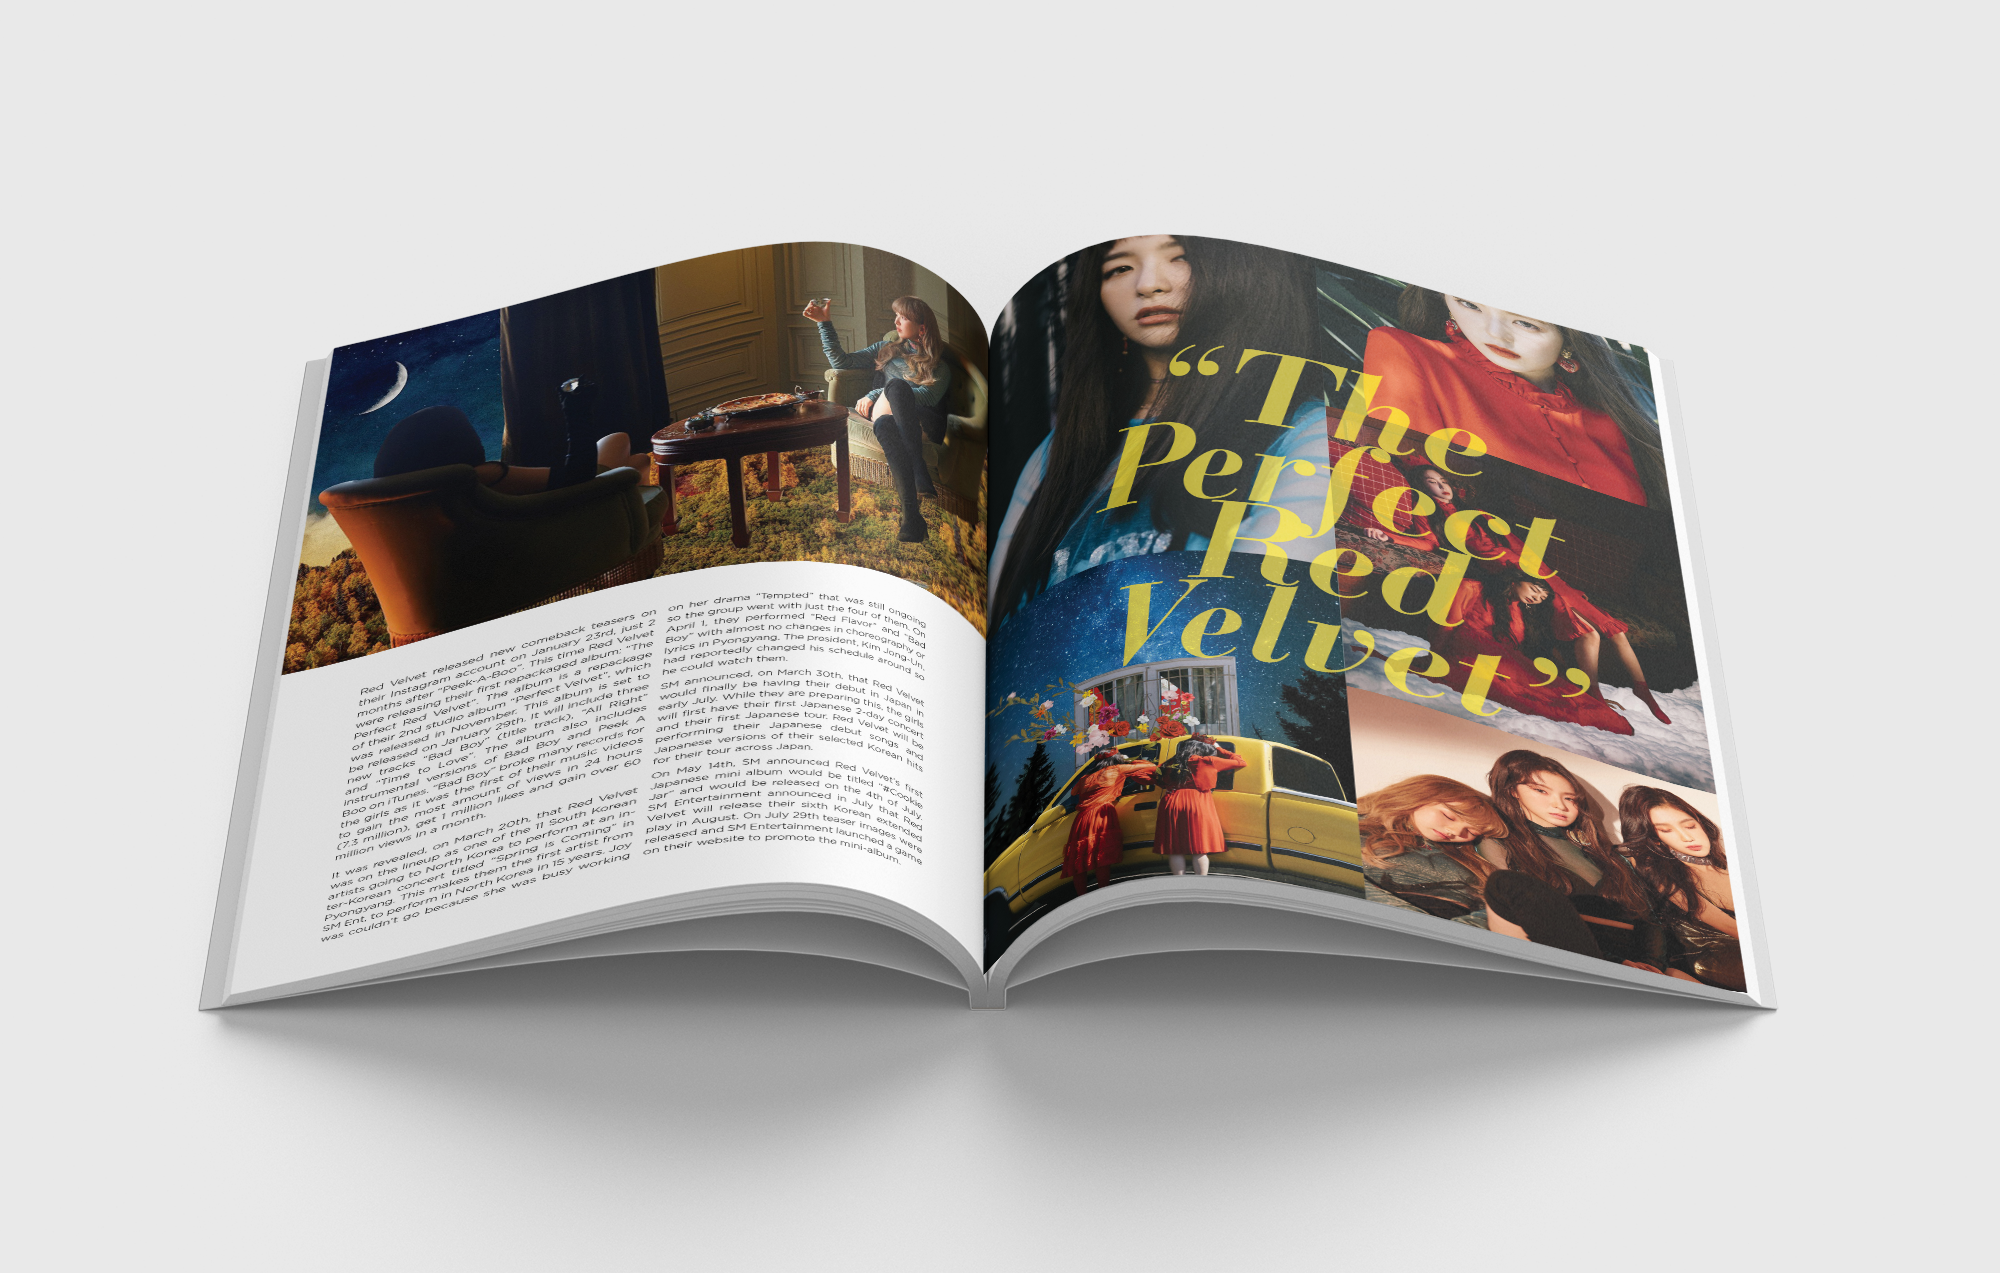 Red Velvet released new comeback teasers on
their Instagram account on January 23rd, just 2
months after “Peek-A-Boo”. This time Red Velvet
were releasing their first repackaged album: “The
Perfect Red Velvet”. The album is a repackage
of their 2nd studio album “Perfect Velvet”, which
was released in November. This album is set to
be released on January 29th. It will include three
new tracks “Bad Boy” (title track), “All Right”
and “Time to Love”. The album also includes
instrumental versions of Bad Boy and Peek A
Boo on iTunes. “Bad Boy” broke many records for
the girls as it was the first of their music videos
to gain the most amount of views in 24 hours
(7.3 million), get 1 million likes and gain over 60
million views in a month.
It was revealed, on March 20th, that Red Velvet
was on the lineup as one of the 11 South Korean
artists going to North Korea to perform at an in-
ter-Korean concert titled “Spring is Coming” in
Pyongyang. This makes them the first artist from
SM Ent. to perform in North Korea in 15 years. Joy
was couldn’t go because she was busy working
on her drama “Tempted” that was still ongoing
so the group went with just the four of them. On
April 1, they performed “Red Flavor” and “Bad
Boy” with almost no changes in choreography or
lyrics in Pyongyang. The president, Kim Jong-Un,
had reportedly changed his schedule around so
he could watch them.
SM announced, on March 30th, that Red Velvet
would finally be having their debut in Japan in
early July. While they are preparing this, the girls
will first have their first Japanese 2-day concert
and their first Japanese tour. Red Velvet will be
performing their Japanese debut songs and
Japanese versions of their selected Korean hits
for their tour across Japan.
On May 14th, SM announced Red Velvet’s first
Japanese mini album would be titled “#Cookie
Jar” and would be released on the 4th of July.
SM Entertainment announced in July that Red
Velvet will release their sixth Korean extended
play in August. On July 29th teaser images were
released and SM Entertainment launched a game
on their website to promote the mini-album.
“The
Perfect
Red
Velvet”